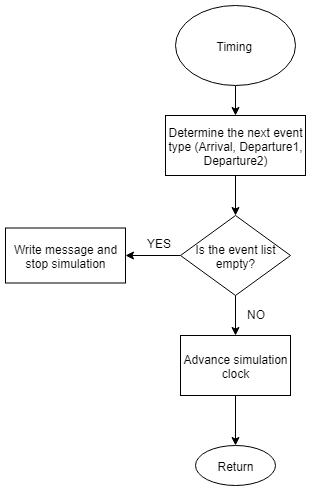 Timing
Determine the next event
type (Arrival, Departure1,
Departure2)
Is the event list
empty?
YES
Write message and
stop simulation
NO
Advance simulation
clock
Return